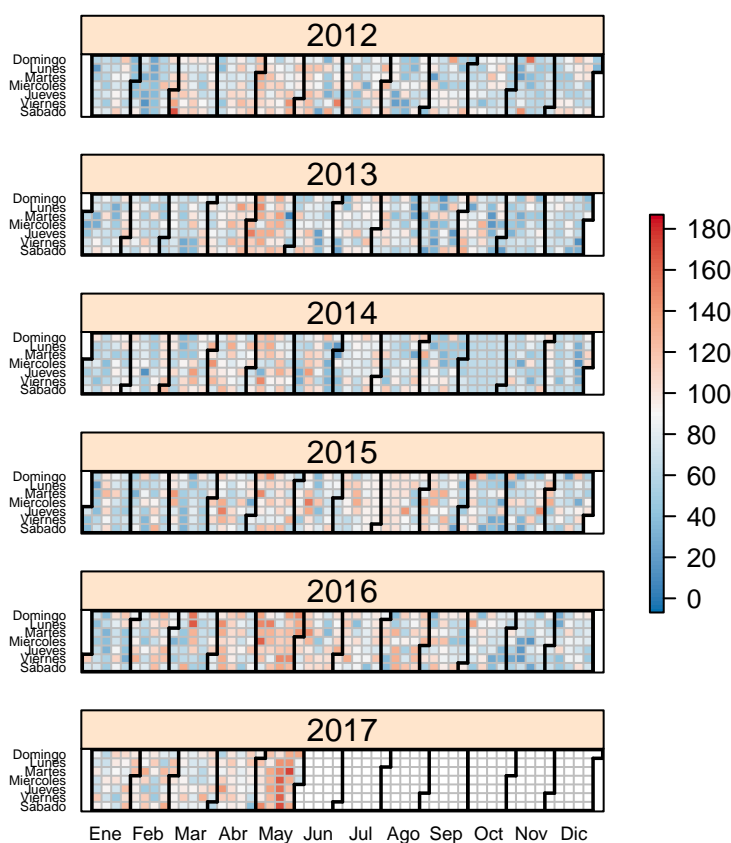 2012
Domingo
Lunes
Martes
Miercoles
Jueves
Viernes
Sabado
2013
Domingo
Lunes
Martes
Miercoles
Jueves
Viernes
Sabado
2014
Domingo
Lunes
Martes
Miercoles
Jueves
Viernes
Sabado
2015
Domingo
Lunes
Martes
Miercoles
Jueves
Viernes
Sabado
2016
Domingo
Lunes
Martes
Miercoles
Jueves
Viernes
Sabado
2017
Domingo
Lunes
Martes
Miercoles
Jueves
Viernes
Sabado
Ene Feb Mar Abr May Jun Jul Ago Sep Oct Nov Dic
180
160
140
120
100
80
60
40
20
0